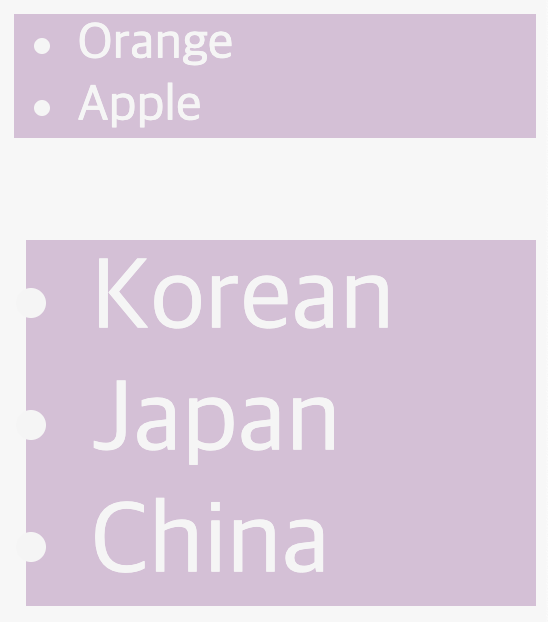 • Orange
• Apple
• Korean
• Japan
• China